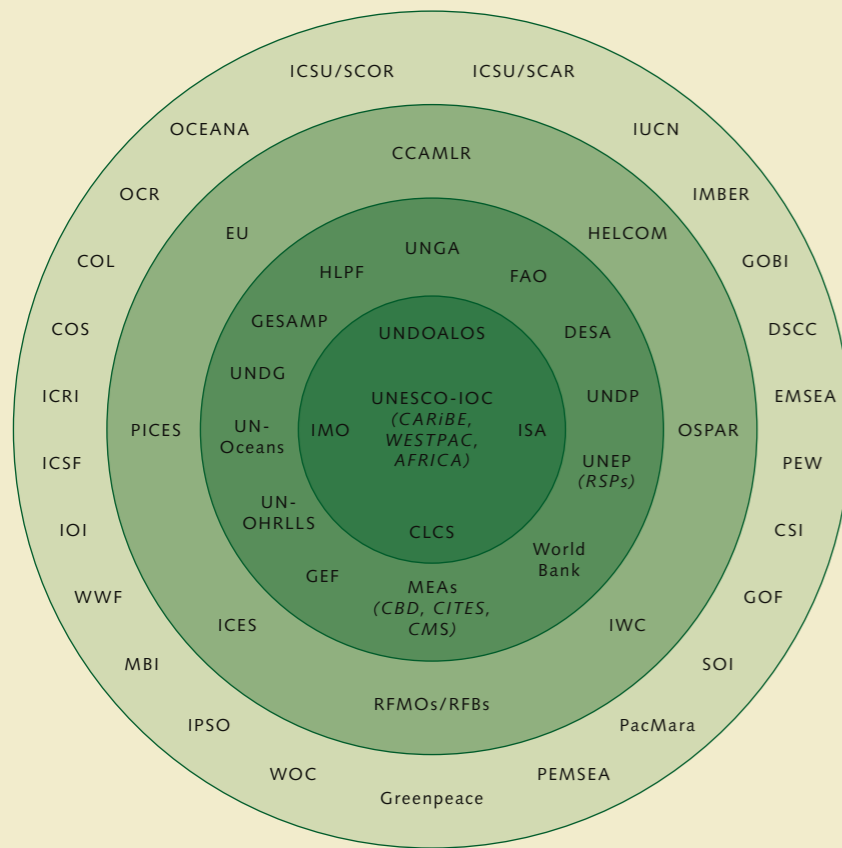 ICSU/SCOR
ICSU/SCAR
OCEANA
IUCN
CCAMLR
OCR
IMBER
EU
HELCOM
UNGA
COL
GOBI
HLPF
FAO
GESAMP
COS
UNDOALOS
DESA
DSCC
UNDG
ICRI
UNESCO-IOC
(CARiBE,
WESTPAC,
AFRICA)
UNDP
EMSEA
PICES
UN-
Oceans
IMO
ISA
OSPAR
ICSF
UNEP
(RSPs)
PEW
UN-
OHRLLS
IOI
CLCS
CSI
World
Bank
GEF
MEAs
(CBD, CITES,
CMS)
WWF
GOF
ICES
IWC
MBI
SOI
RFMOs/RFBs
IPSO
PacMara
WOC
PEMSEA
Greenpeace